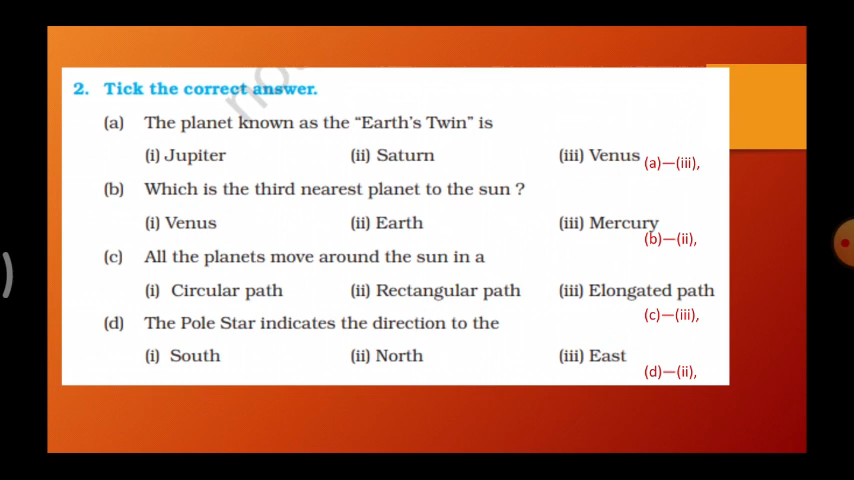 not
2. Tick the correct answer.
(a) The planet known as the “Earth’s Twin” is
(i) Jupiter (ii) Saturn (iii) Venus (a)—(iii),
(b) Which is the third nearest planet to the sun ?
(i) Venus (ii) Earth (iii) Mercury
(b)—(ii),
(c) All the planets move around the sun in a
(i) Circular path (ii) Rectangular path (iii) Elongated path
(c)—(iii),
(d) The Pole Star indicates the direction to the
(i) South (ii) North (iii) East
(d)—(ii),